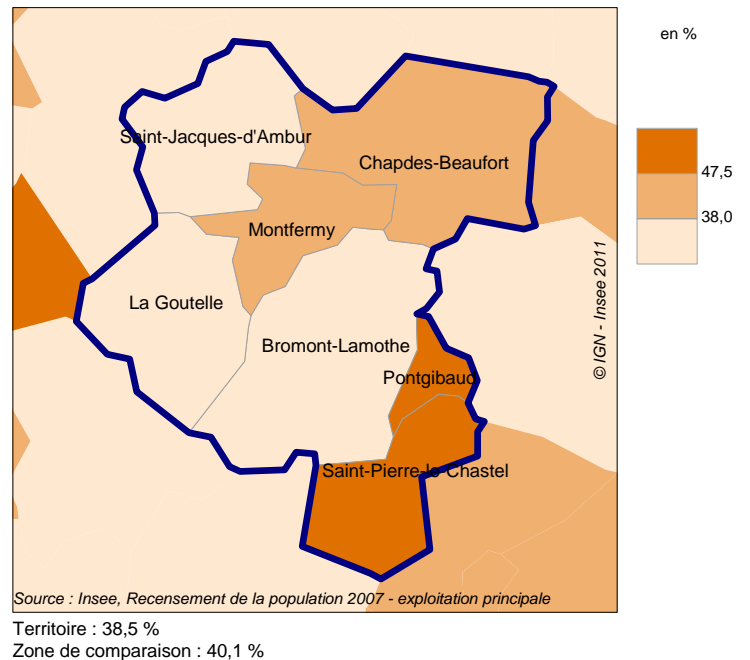 en %
47,5
38,0
Saint-Jacques-d'Ambur
Chapdes-Beaufort
Montfermy
La Goutelle
Bromont-Lamothe
Pontgibaud
Saint-Pierre-le-Chastel
© IGN - Insee 2011
Source : Insee, Recensement de la population 2007 - exploitation principale
Territoire : 38,5 %
Zone de comparaison : 40,1 %